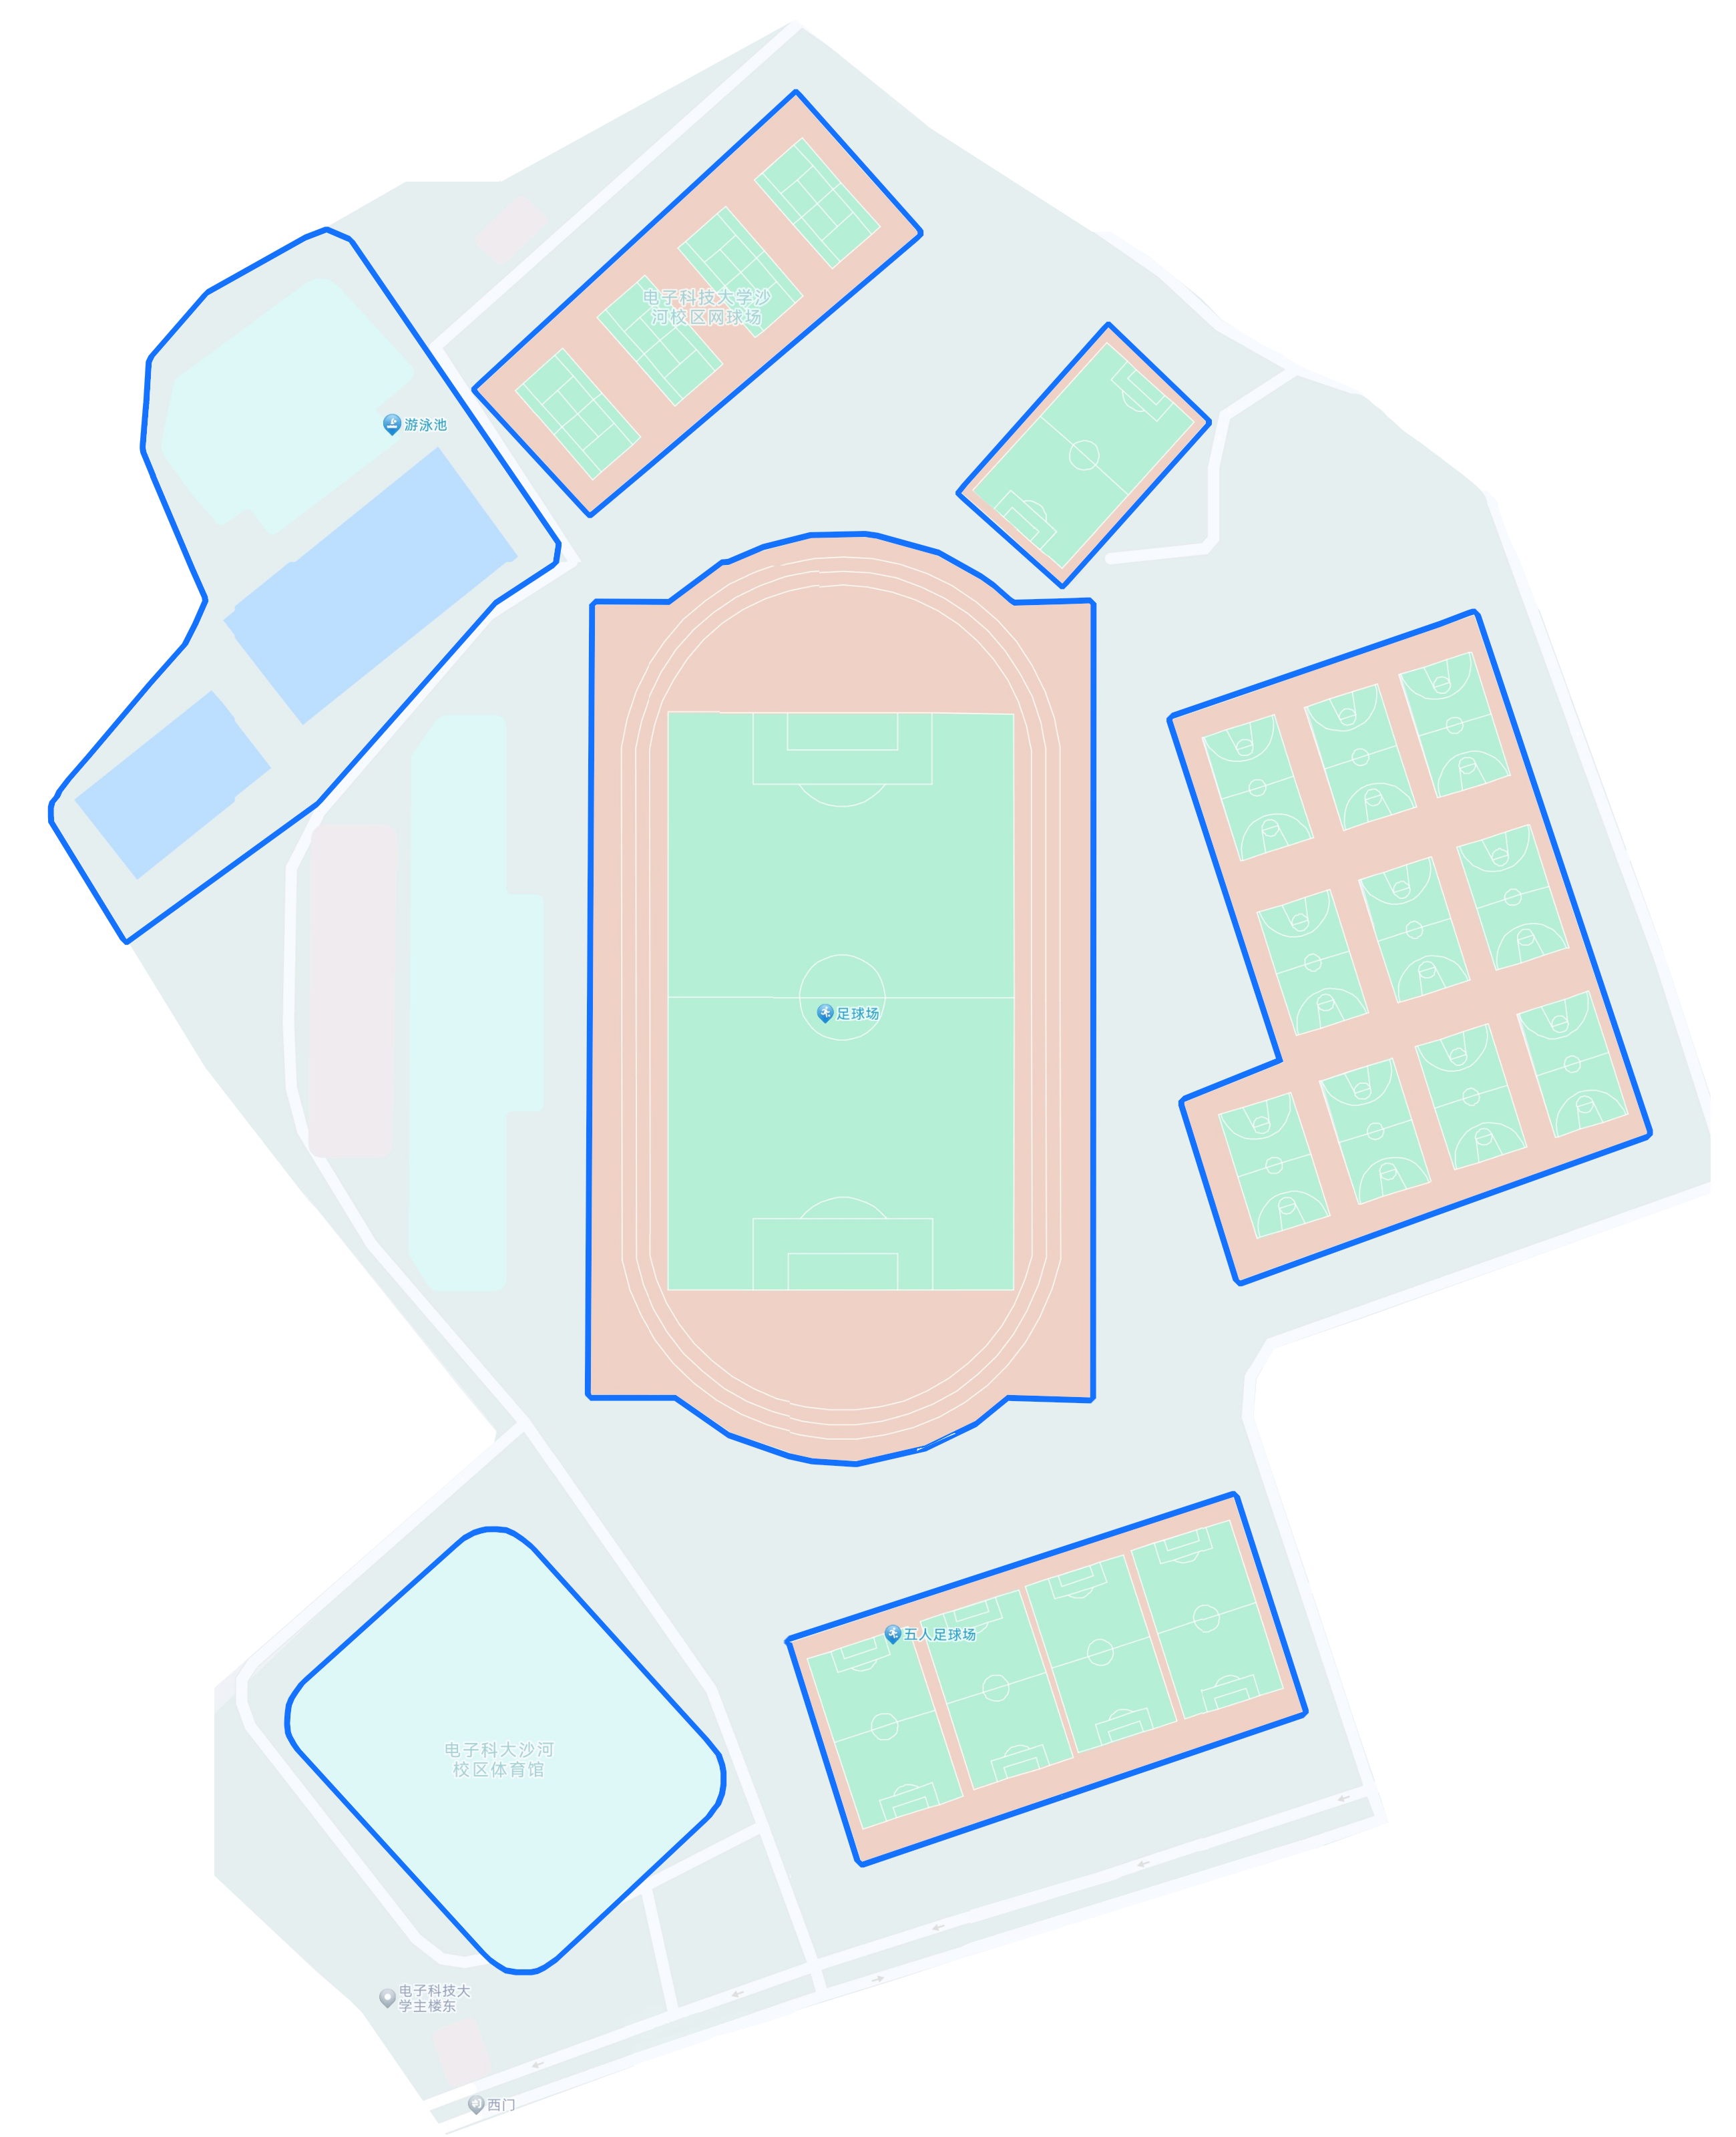 电子科技大学沙
河校区网球场
游泳池
足球场
五人足球场
电子科大沙河
校区体育馆
电子科技大
学主楼东
西门